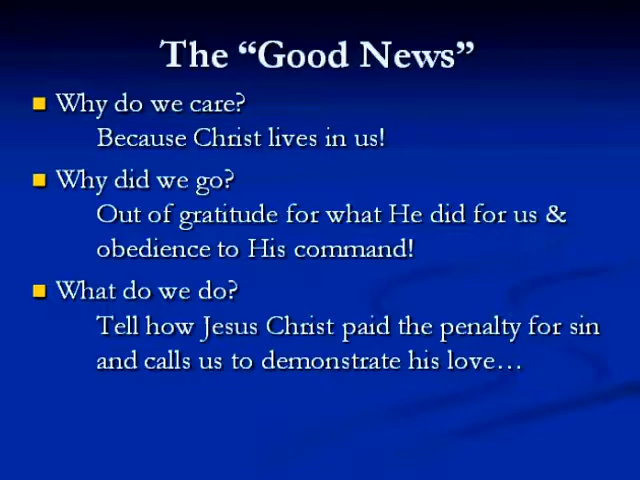 The “Good News”
Why do we care?
Because Christ lives in us!
Why did we go?
Out of gratitude for what He did for us &
obedience to His command!
What do we do?
Tell how Jesus Christ paid the penalty for sin
and calls us to demonstrate his love…